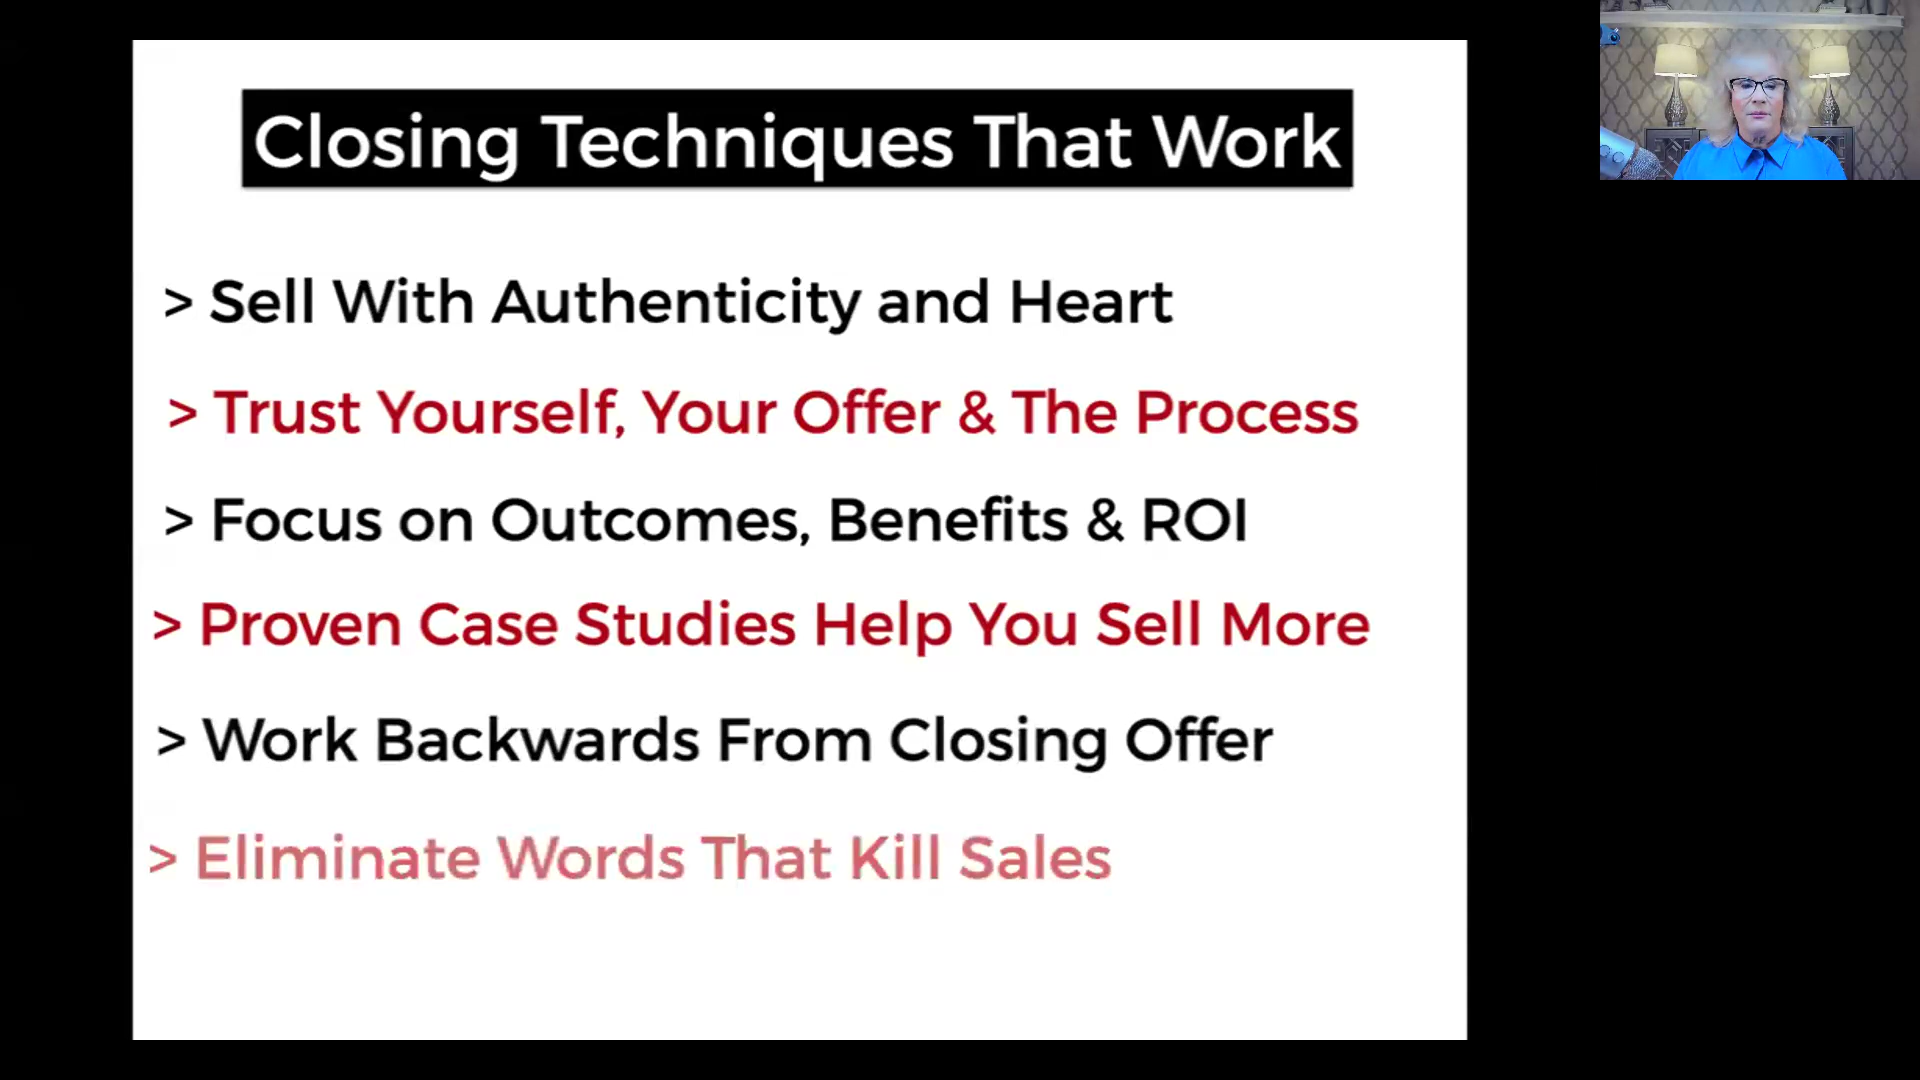 Closing Techniques That Work
> Sell With Authenticity and Heart
> Trust Yourself, Your Offer & The Process
> Focus on Outcomes, Benefits & ROI
> Proven Case Studies Help You Sell More
> Work Backwards From Closing Offer
> Eliminate Words That Kill Sales